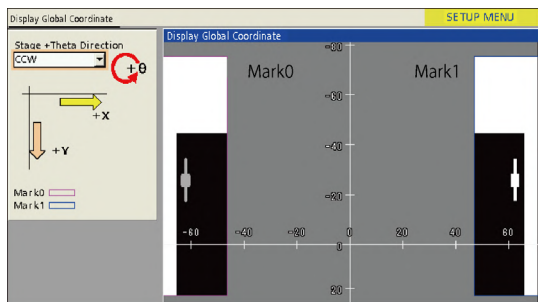 Display Global Coordinate
SETUP MENU
Stage +Theta Direction
CCW
+θ
+X
+Y
Mark0
Mark1
Display Global Coordinate
Mark0
Mark1
-80
-60
-40
-20
-60 -40 -20 0 20 40 60
0
20